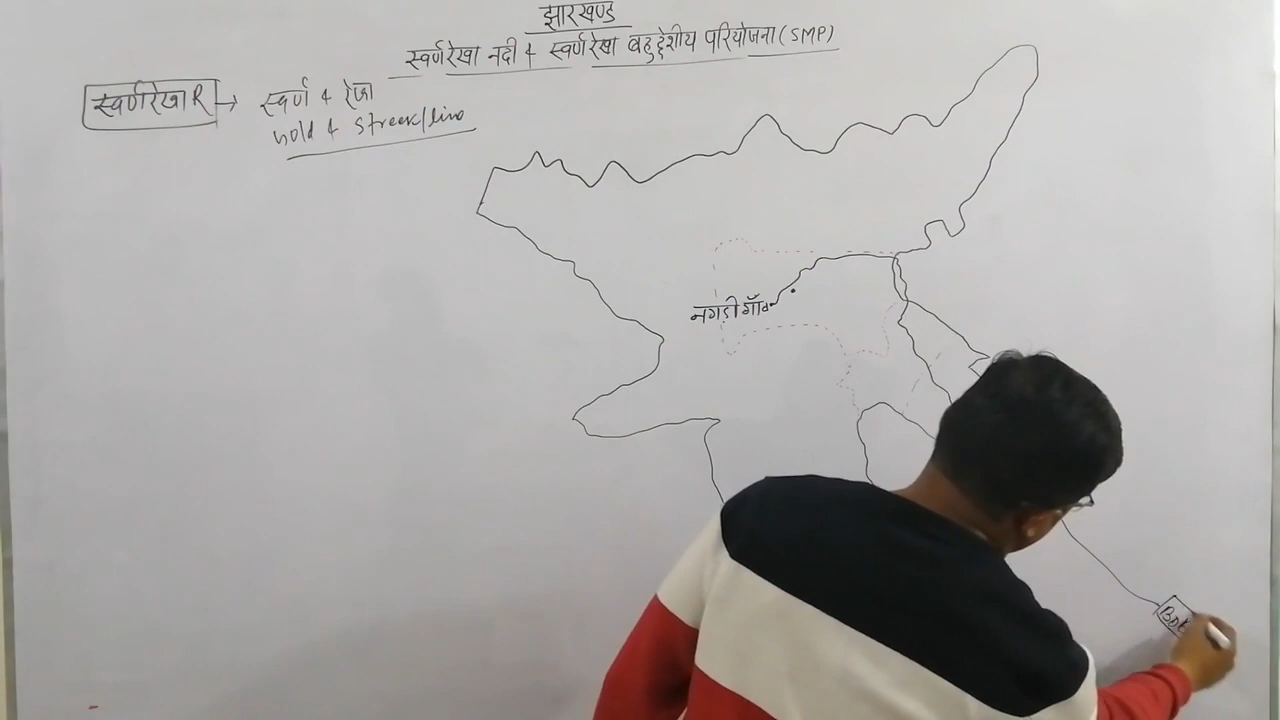 झारखण्ड
स्वर्णरेखा नदी & स्वर्णरेखा बहुद्देशीय परियोजना (SMP)
स्वर्णरेखा R → स्वर्ण & रेखा
Gold & Streak/line
नगड़ी गाँव